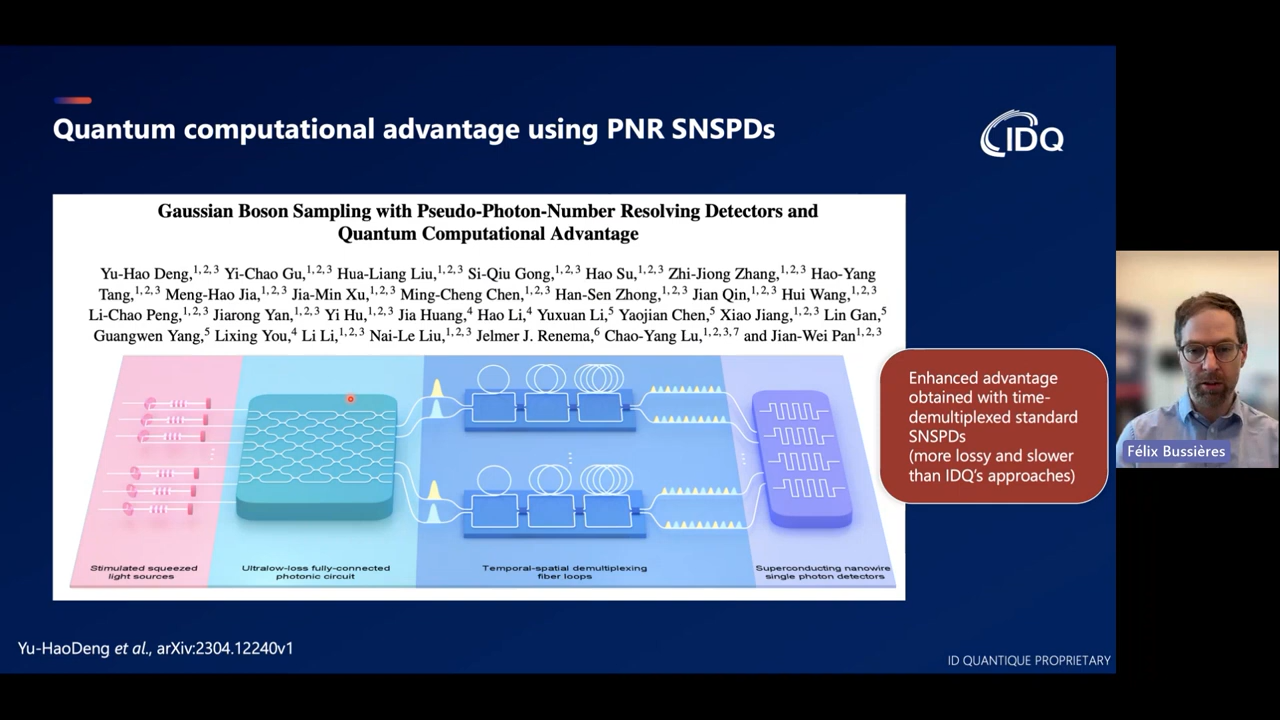 Quantum computational advantage using PNR SNSPDs
IDQ
Gaussian Boson Sampling with Pseudo-Photon-Number Resolving Detectors and
Quantum Computational Advantage
Yu-Hao Deng,1,2,3 Yi-Chao Gu,1,2,3 Hua-Liang Liu,1,2,3 Si-Qiu Gong,1,2,3 Hao Su,1,2,3 Zhi-Jiong Zhang,1,2,3 Hao-Yang
Tang,1,2,3 Meng-Hao Jia,1,2,3 Jia-Min Xu,1,2,3 Ming-Cheng Chen,1,2,3 Han-Sen Zhong,1,2,3 Jian Qin,1,2,3 Hui Wang,1,2,3
Li-Chao Peng,1,2,3 Jiarong Yan,1,2,3 Yi Hu,1,2,3 Jia Huang,4 Hao Li,4 Yuxuan Li,5 Yaojian Chen,5 Xiao Jiang,1,2,3 Lin Gan,5
Guangwen Yang,5 Lixing You,4 Li Li,1,2,3 Nai-Le Liu,1,2,3 Jelmer J. Renema,6 Chao-Yang Lu,1,2,3,7 and Jian-Wei Pan1,2,3
Stimulated squeezed
light sources
Ultralow-loss fully-connected
photonic circuit
Temporal-spatial demultiplexing
fiber loops
Superconducting nanowire
single photon detectors
Enhanced advantage
obtained with time-
demultiplexed standard
SNSPDs
(more lossy and slower
than IDQ's approaches)
Félix Bussières
Yu-HaoDeng et al., arXiv:2304.12240v1
ID QUANTIQUE PROPRIETARY